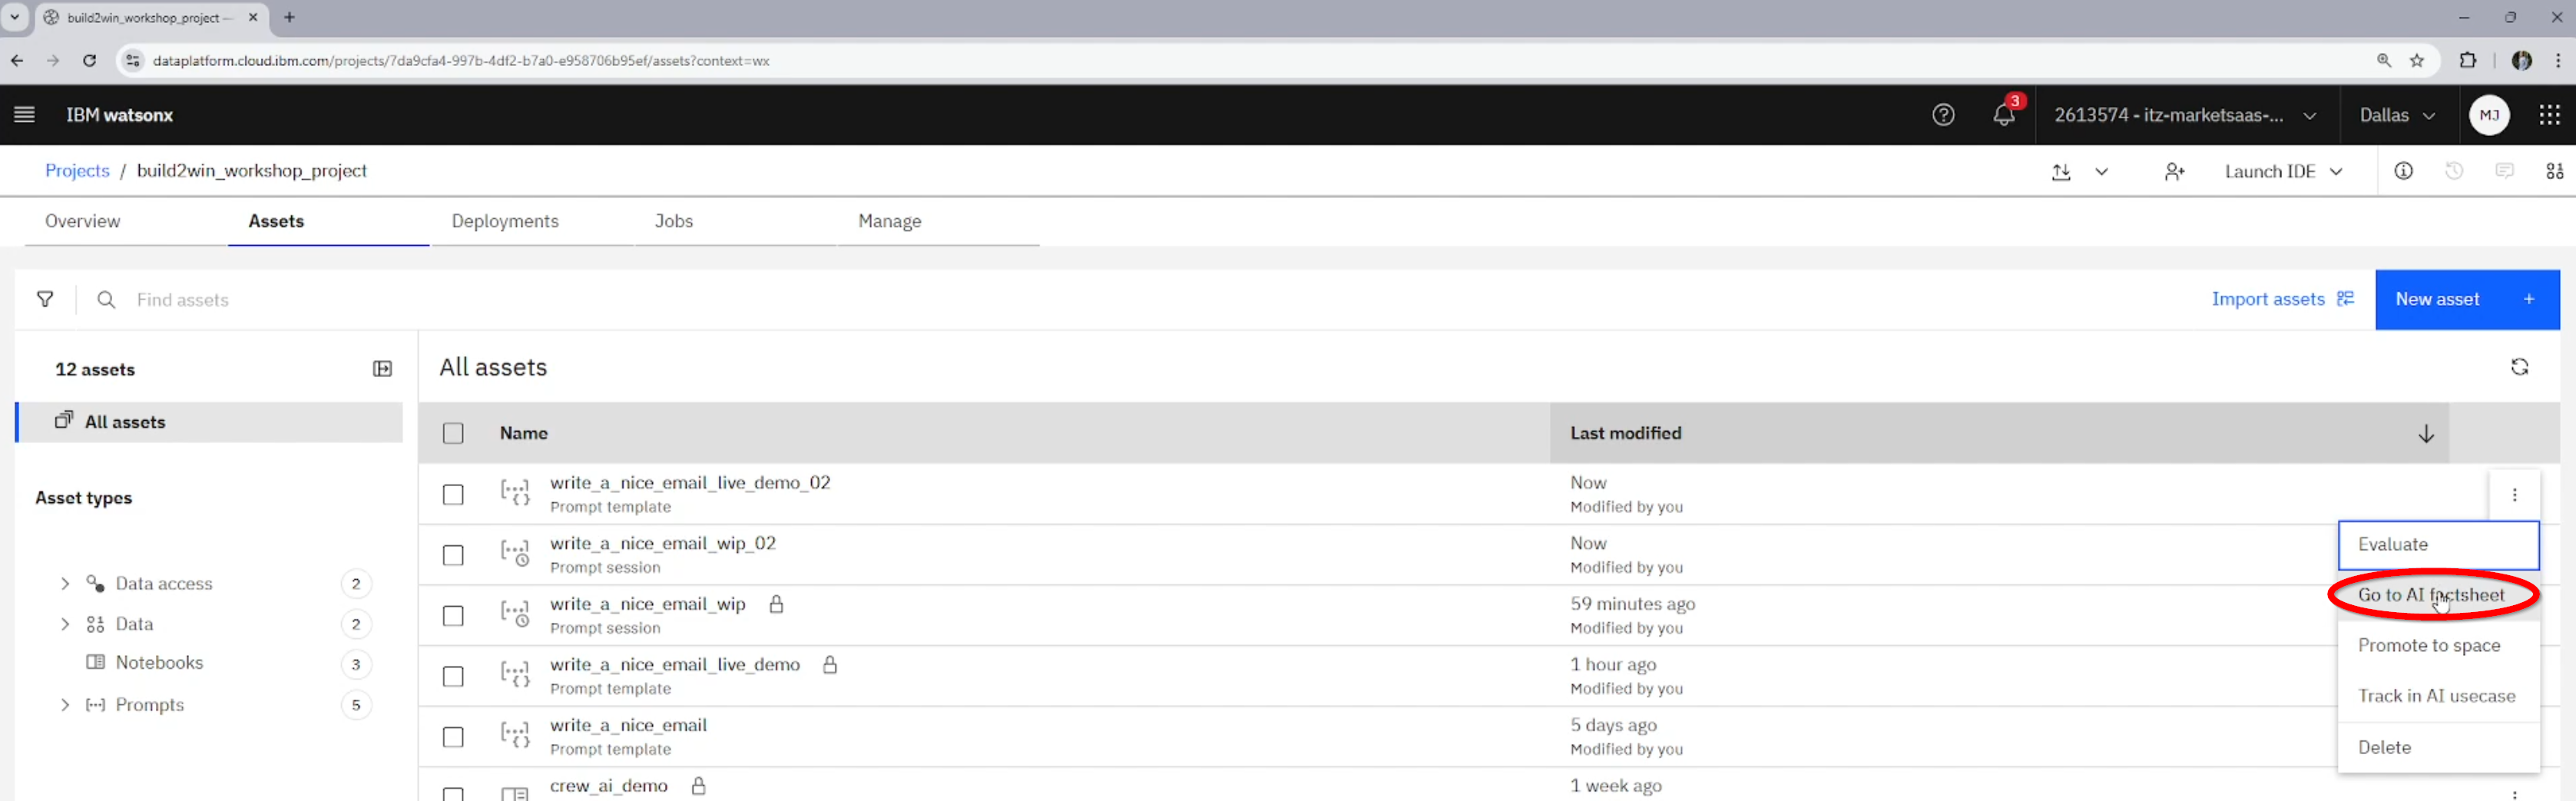 build2win_workshop_project —
dataplatform.cloud.ibm.com/projects/7da9cfa4-997b-4df2-b7a0-e958706b95ef/assets?context=wx
IBM watsonx
3
2613574 - itz-marketsaas-...
Dallas
MJ
Projects / build2win_workshop_project
Launch IDE
Overview
Assets
Deployments
Jobs
Manage
Find assets
Import assets
New asset +
12 assets
All assets
Asset types
Data access 2
Data 2
Notebooks 3
Prompts 5
All assets
Name
Last modified
write_a_nice_email_live_demo_02
Prompt template
Now
Modified by you
write_a_nice_email_wip_02
Prompt session
Now
Modified by you
write_a_nice_email_wip
Prompt session
59 minutes ago
Modified by you
write_a_nice_email_live_demo
Prompt template
1 hour ago
Modified by you
write_a_nice_email
Prompt template
5 days ago
Modified by you
crew_ai_demo
1 week ago
Evaluate
Go to AI factsheet
Promote to space
Track in AI usecase
Delete